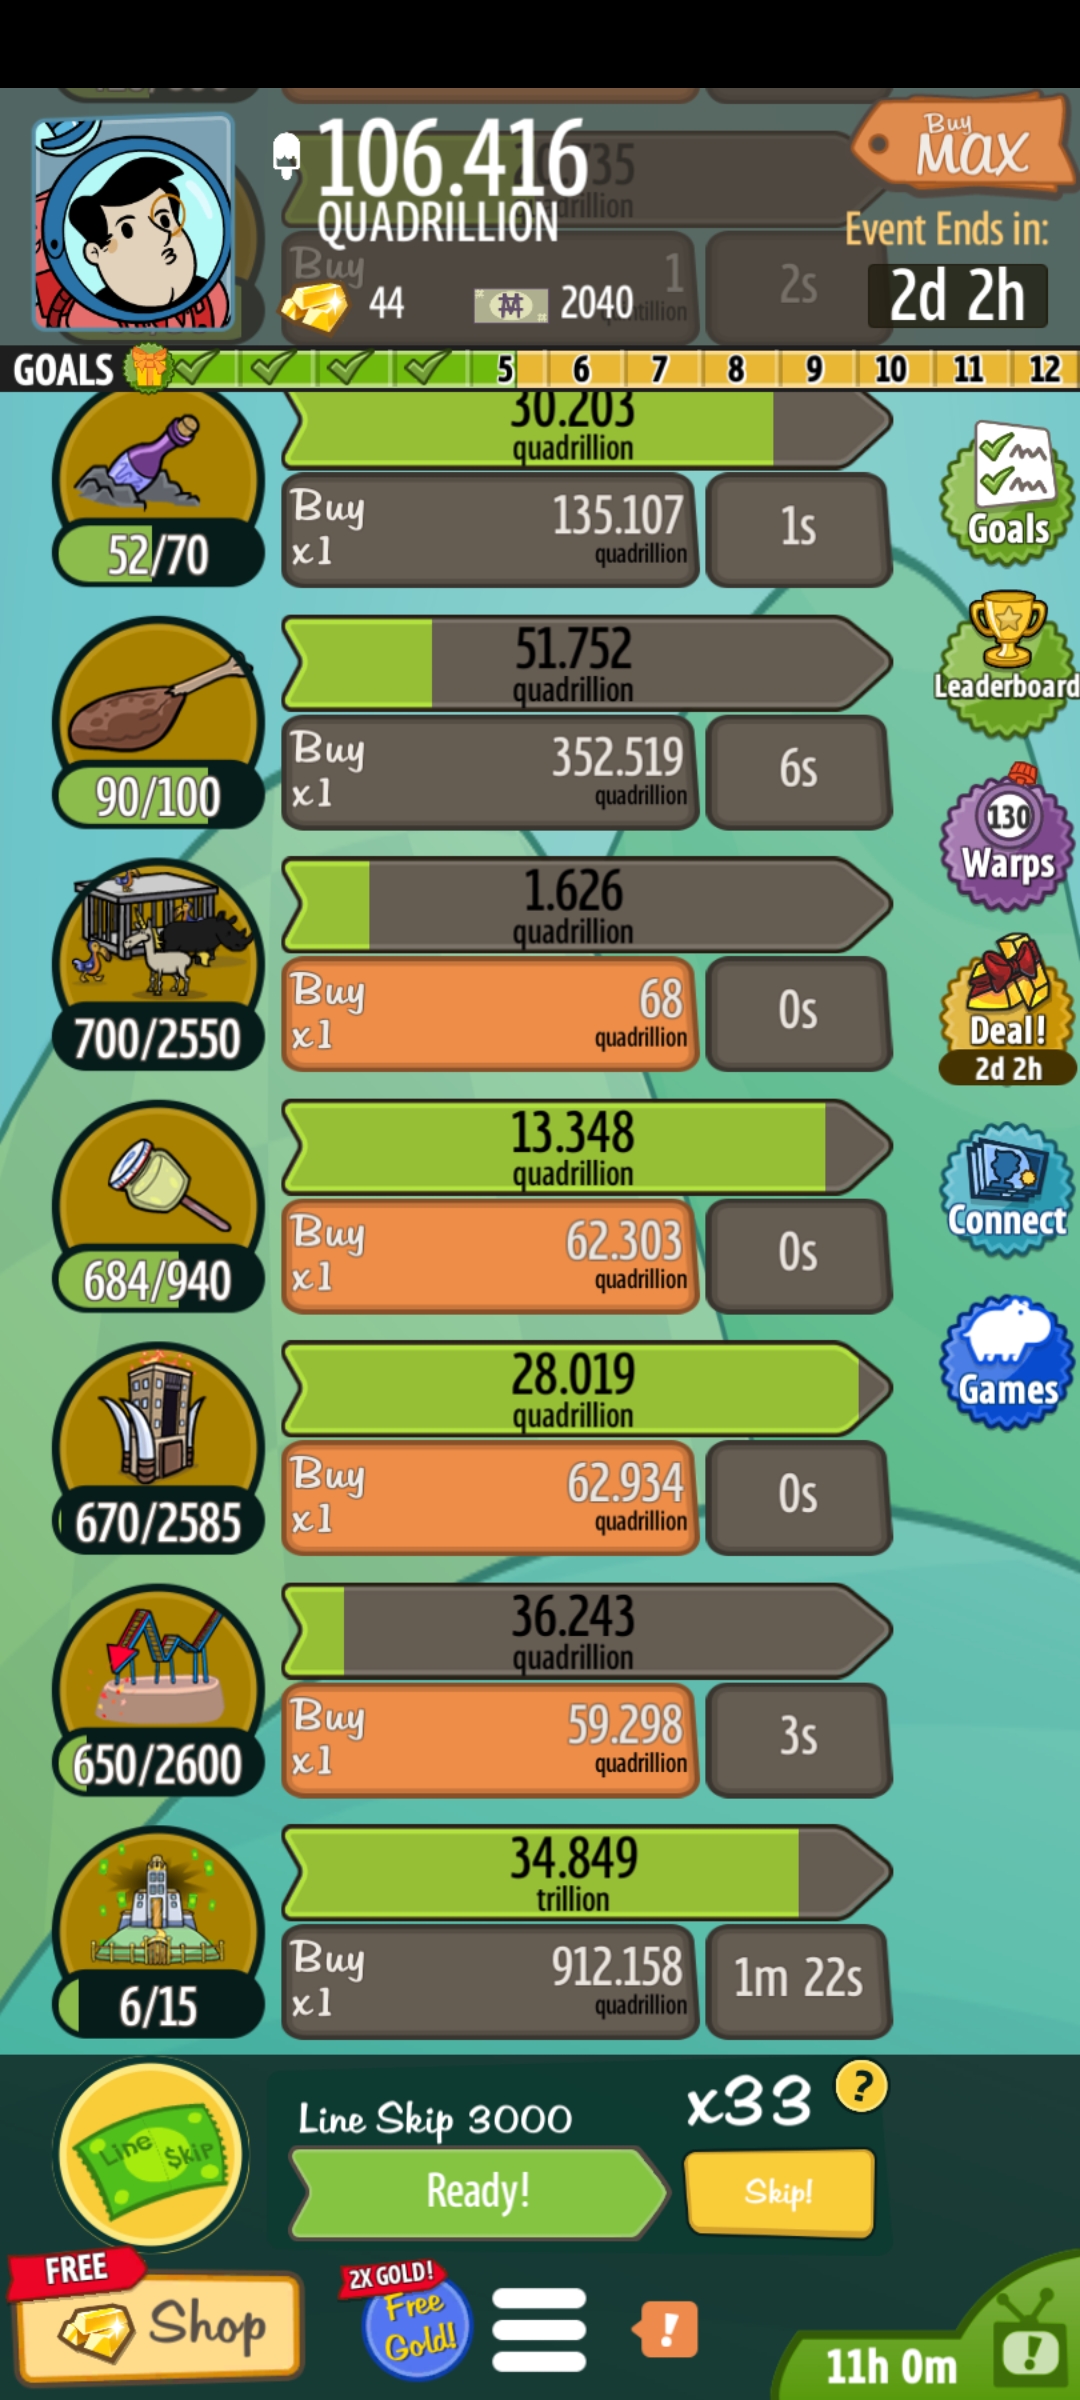 106.416
QUADRILLION
Buy
MAX
Event Ends in:
2d 2h
44
2040
Buy
1
2s
GOALS
5 6 7 8 9 10 11 12
30.203
quadrillion
Buy
x1
135.107
quadrillion
1s
52/70
51.752
quadrillion
Buy
x1
352.519
quadrillion
6s
90/100
1.626
quadrillion
Buy
x1
68
quadrillion
0s
700/2550
13.348
quadrillion
Buy
x1
62.303
quadrillion
0s
684/940
28.019
quadrillion
Buy
x1
62.934
quadrillion
0s
670/2585
36.243
quadrillion
Buy
x1
59.298
quadrillion
3s
650/2600
34.849
trillion
Buy
x1
912.158
quadrillion
1m 22s
6/15
Goals
Leaderboard
130
Warps
Deal!
2d 2h
Connect
Games
Line $kip
Line Skip 3000
x33
?
Ready!
Skip!
FREE
Shop
2X GOLD!
Free
Gold!
!
11h 0m
!